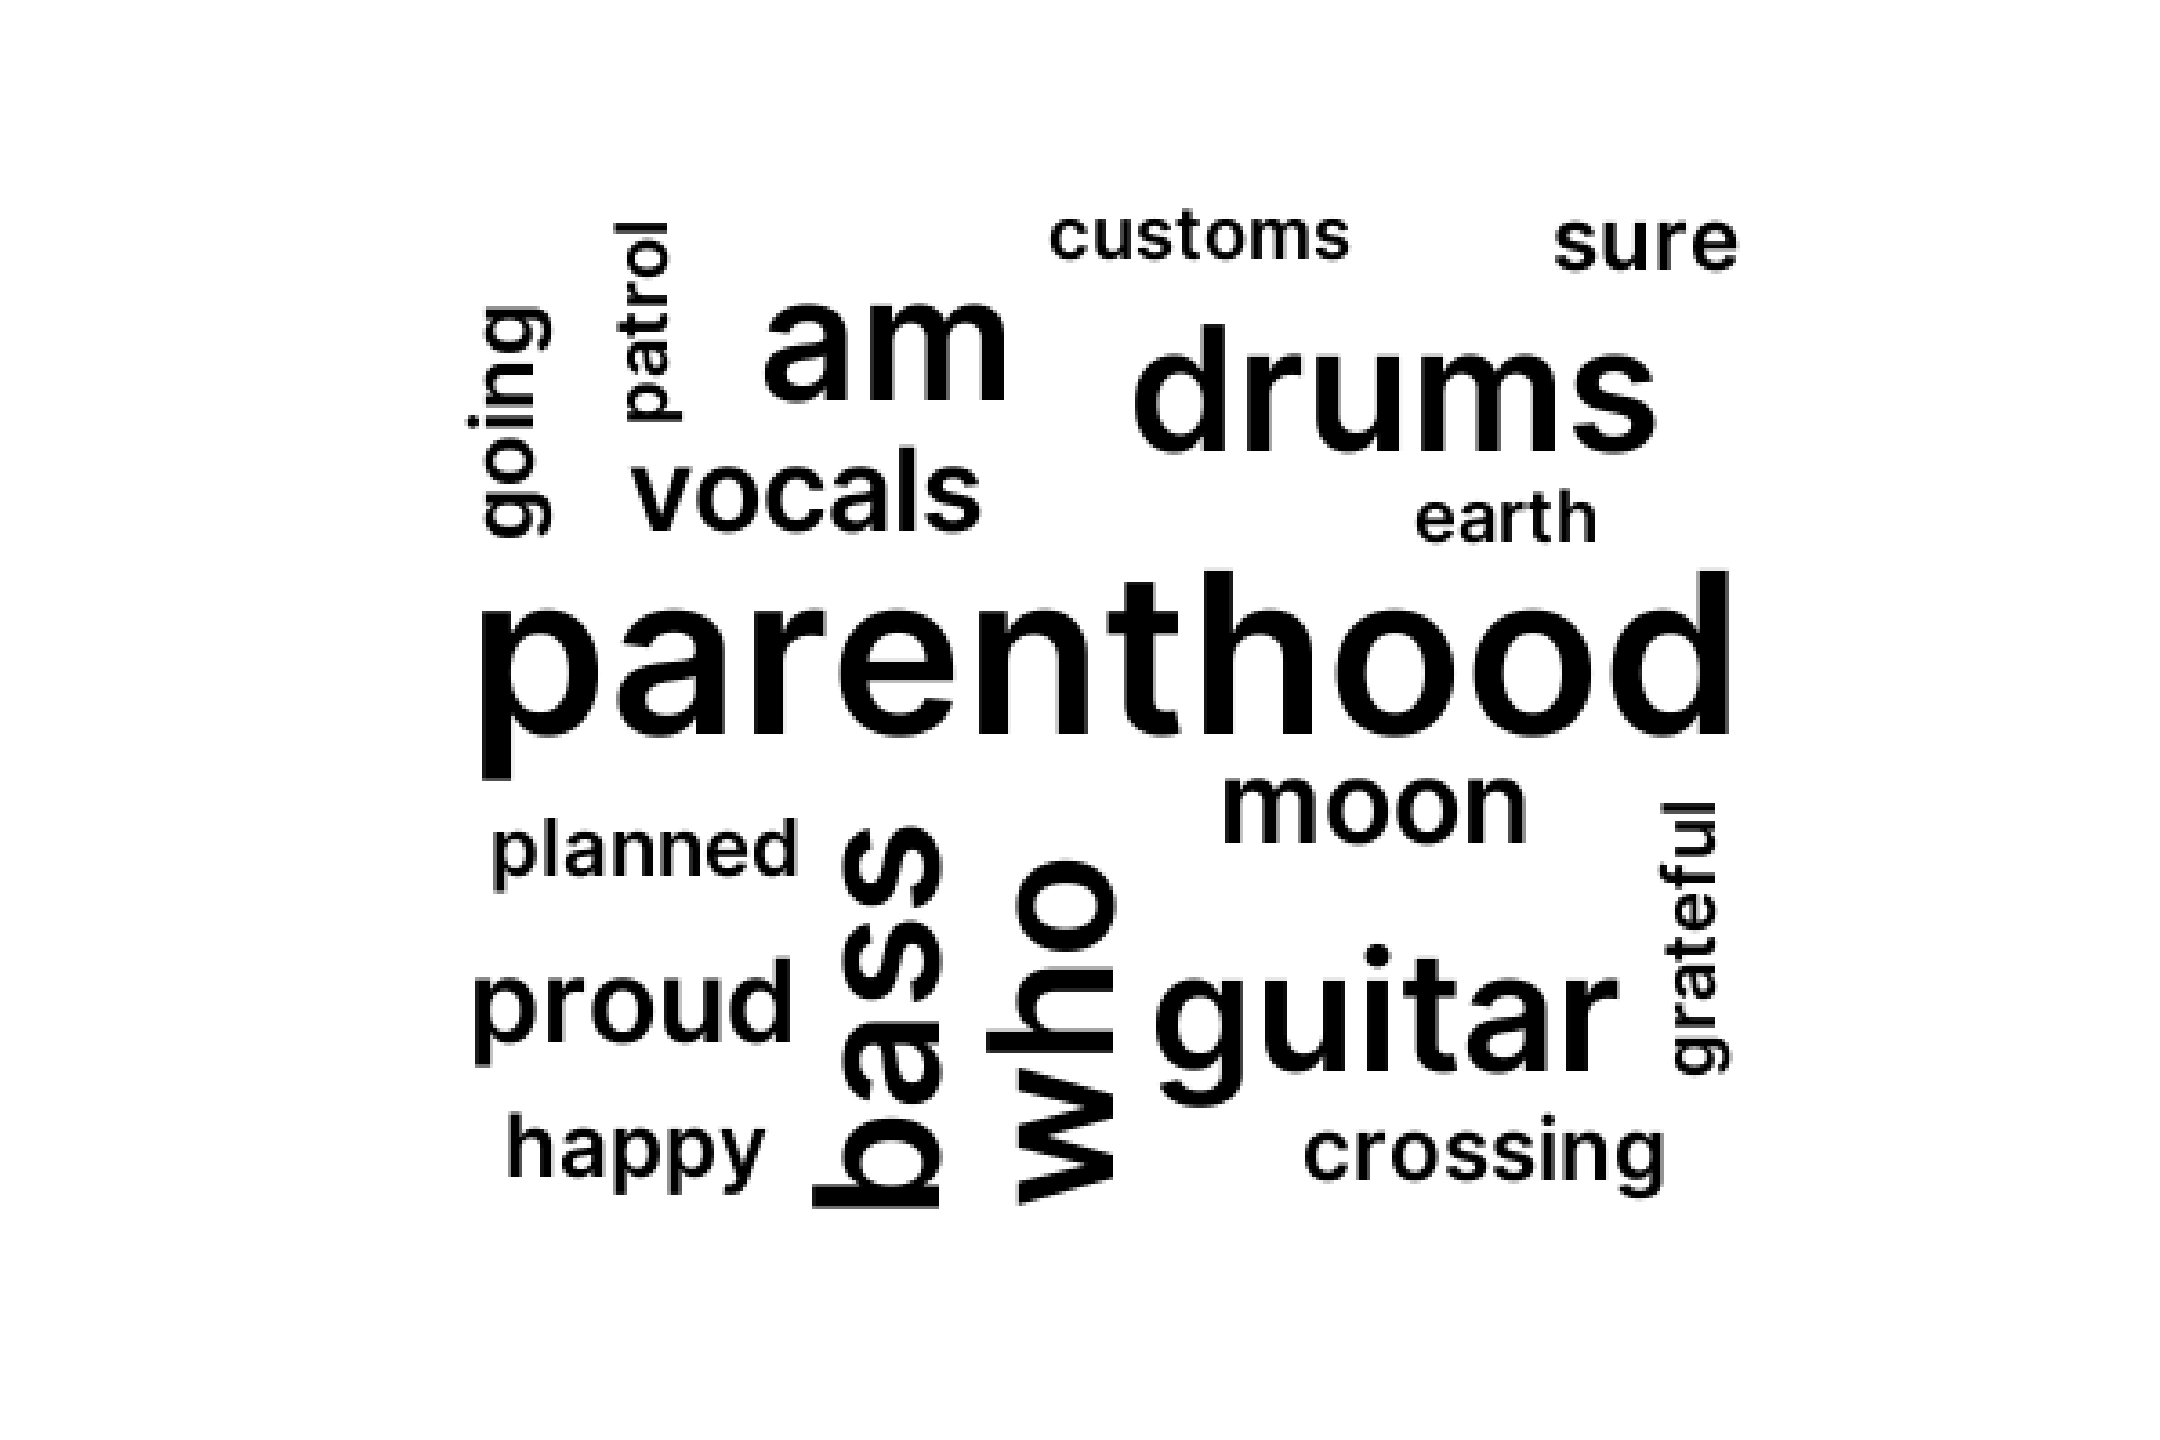 customs
sure
patrol
going
am
drums
vocals
earth
parenthood
moon
planned
bass
who
grateful
proud
guitar
happy
crossing